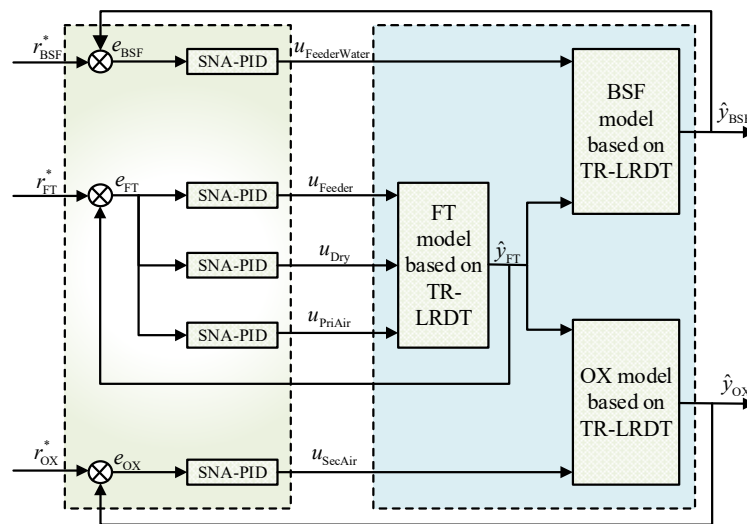 r*BSF
eBSF
SNA-PID
uFeederWater
BSF
model
based on
TR-LRDT
ŷBSF
r*FT
eFT
SNA-PID
uFeeder
SNA-PID
uDry
SNA-PID
uPriAir
FT
model
based on
TR-
LRDT
ŷFT
OX model
based on
TR-LRDT
ŷOX
r*OX
eOX
SNA-PID
uSecAir